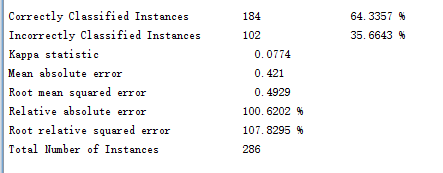 Correctly Classified Instances 184 64.3357 %
Incorrectly Classified Instances 102 35.6643 %
Kappa statistic 0.0774
Mean absolute error 0.421
Root mean squared error 0.4929
Relative absolute error 100.6202 %
Root relative squared error 107.8295 %
Total Number of Instances 286